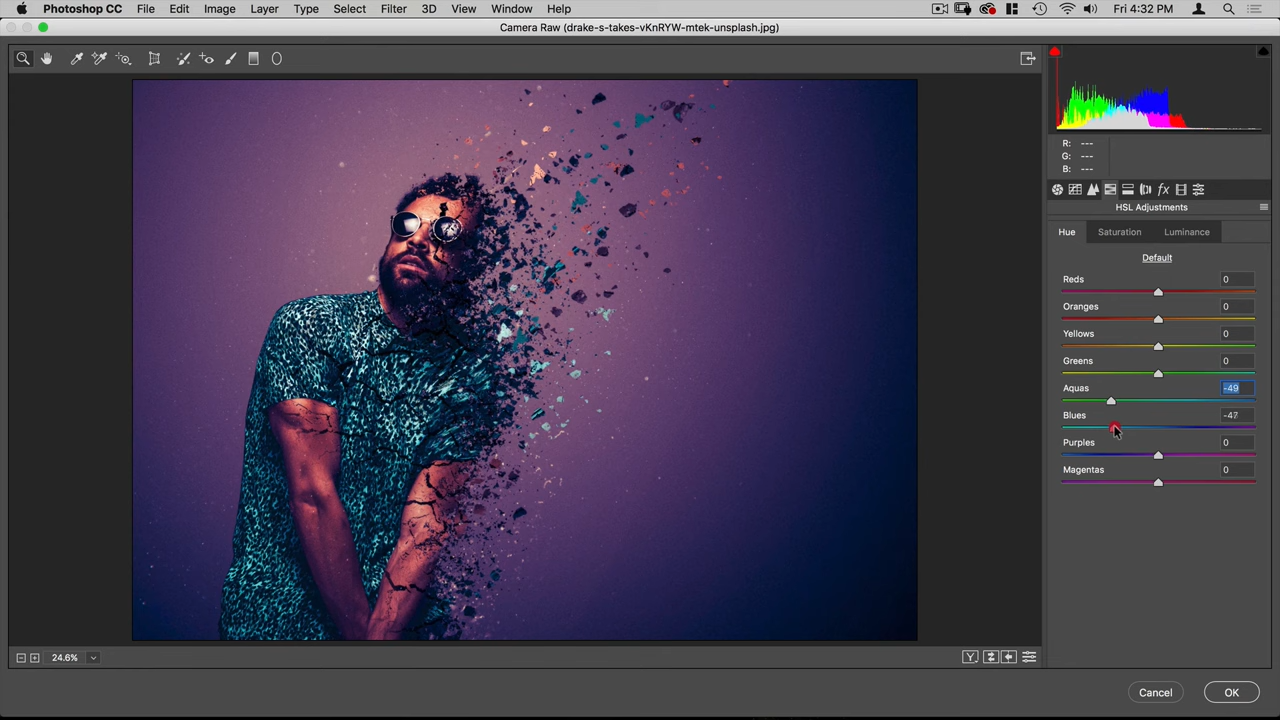 Photoshop CC File Edit Image Layer Type Select Filter 3D View Window Help Fri 4:32 PM
Camera Raw (drake-s-takes-vKnRYW-mtek-unsplash.jpg)
R: ---
G: ---
B: ---
fx
HSL Adjustments
Hue Saturation Luminance
Default
Reds 0
Oranges 0
Yellows 0
Greens 0
Aquas -49
Blues -47
Purples 0
Magentas 0
24.6% Y
Cancel OK